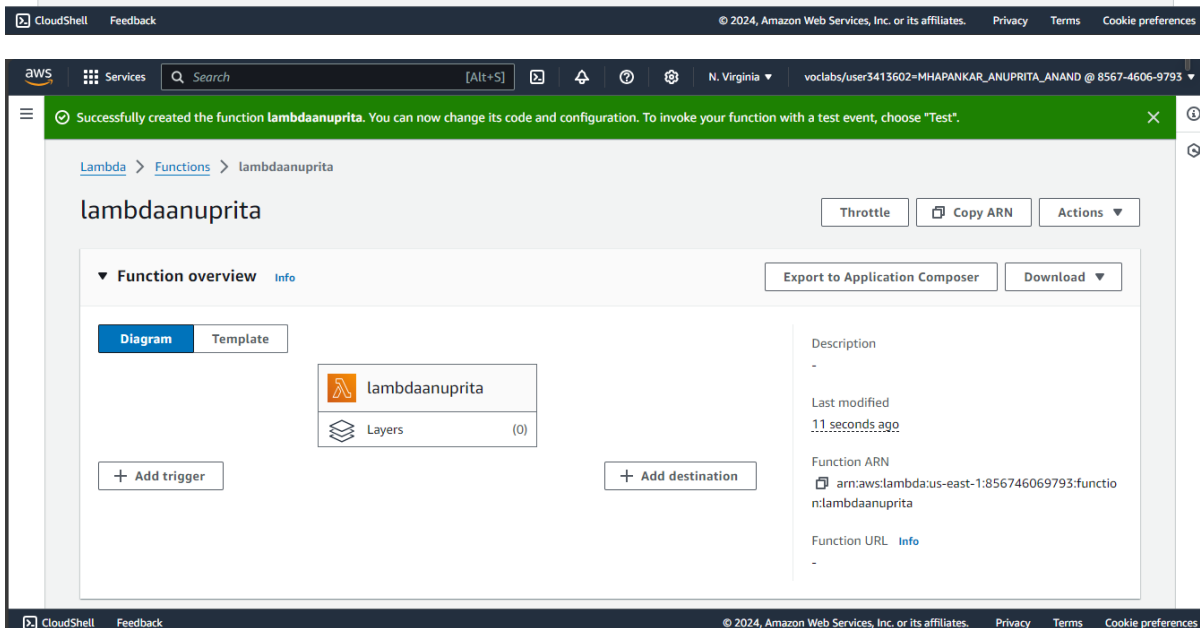 CloudShell Feedback © 2024, Amazon Web Services, Inc. or its affiliates. Privacy Terms Cookie preferences
aws Services Search [Alt+S] N. Virginia ▼ voclabs/user3413602=MHAPANKAR_ANUPRITA_ANAND @ 8567-4606-9793 ▼
Successfully created the function lambdaanuprita. You can now change its code and configuration. To invoke your function with a test event, choose "Test".
Lambda > Functions > lambdaanuprita
lambdaanuprita
Throttle Copy ARN Actions ▼
▼ Function overview Info
Export to Application Composer Download ▼
Diagram Template
lambdaanuprita
Layers (0)
+ Add trigger
+ Add destination
Description
-
Last modified
11 seconds ago
Function ARN
arn:aws:lambda:us-east-1:856746069793:functio
n:lambdaanuprita
Function URL Info
-
CloudShell Feedback © 2024, Amazon Web Services, Inc. or its affiliates. Privacy Terms Cookie preferences